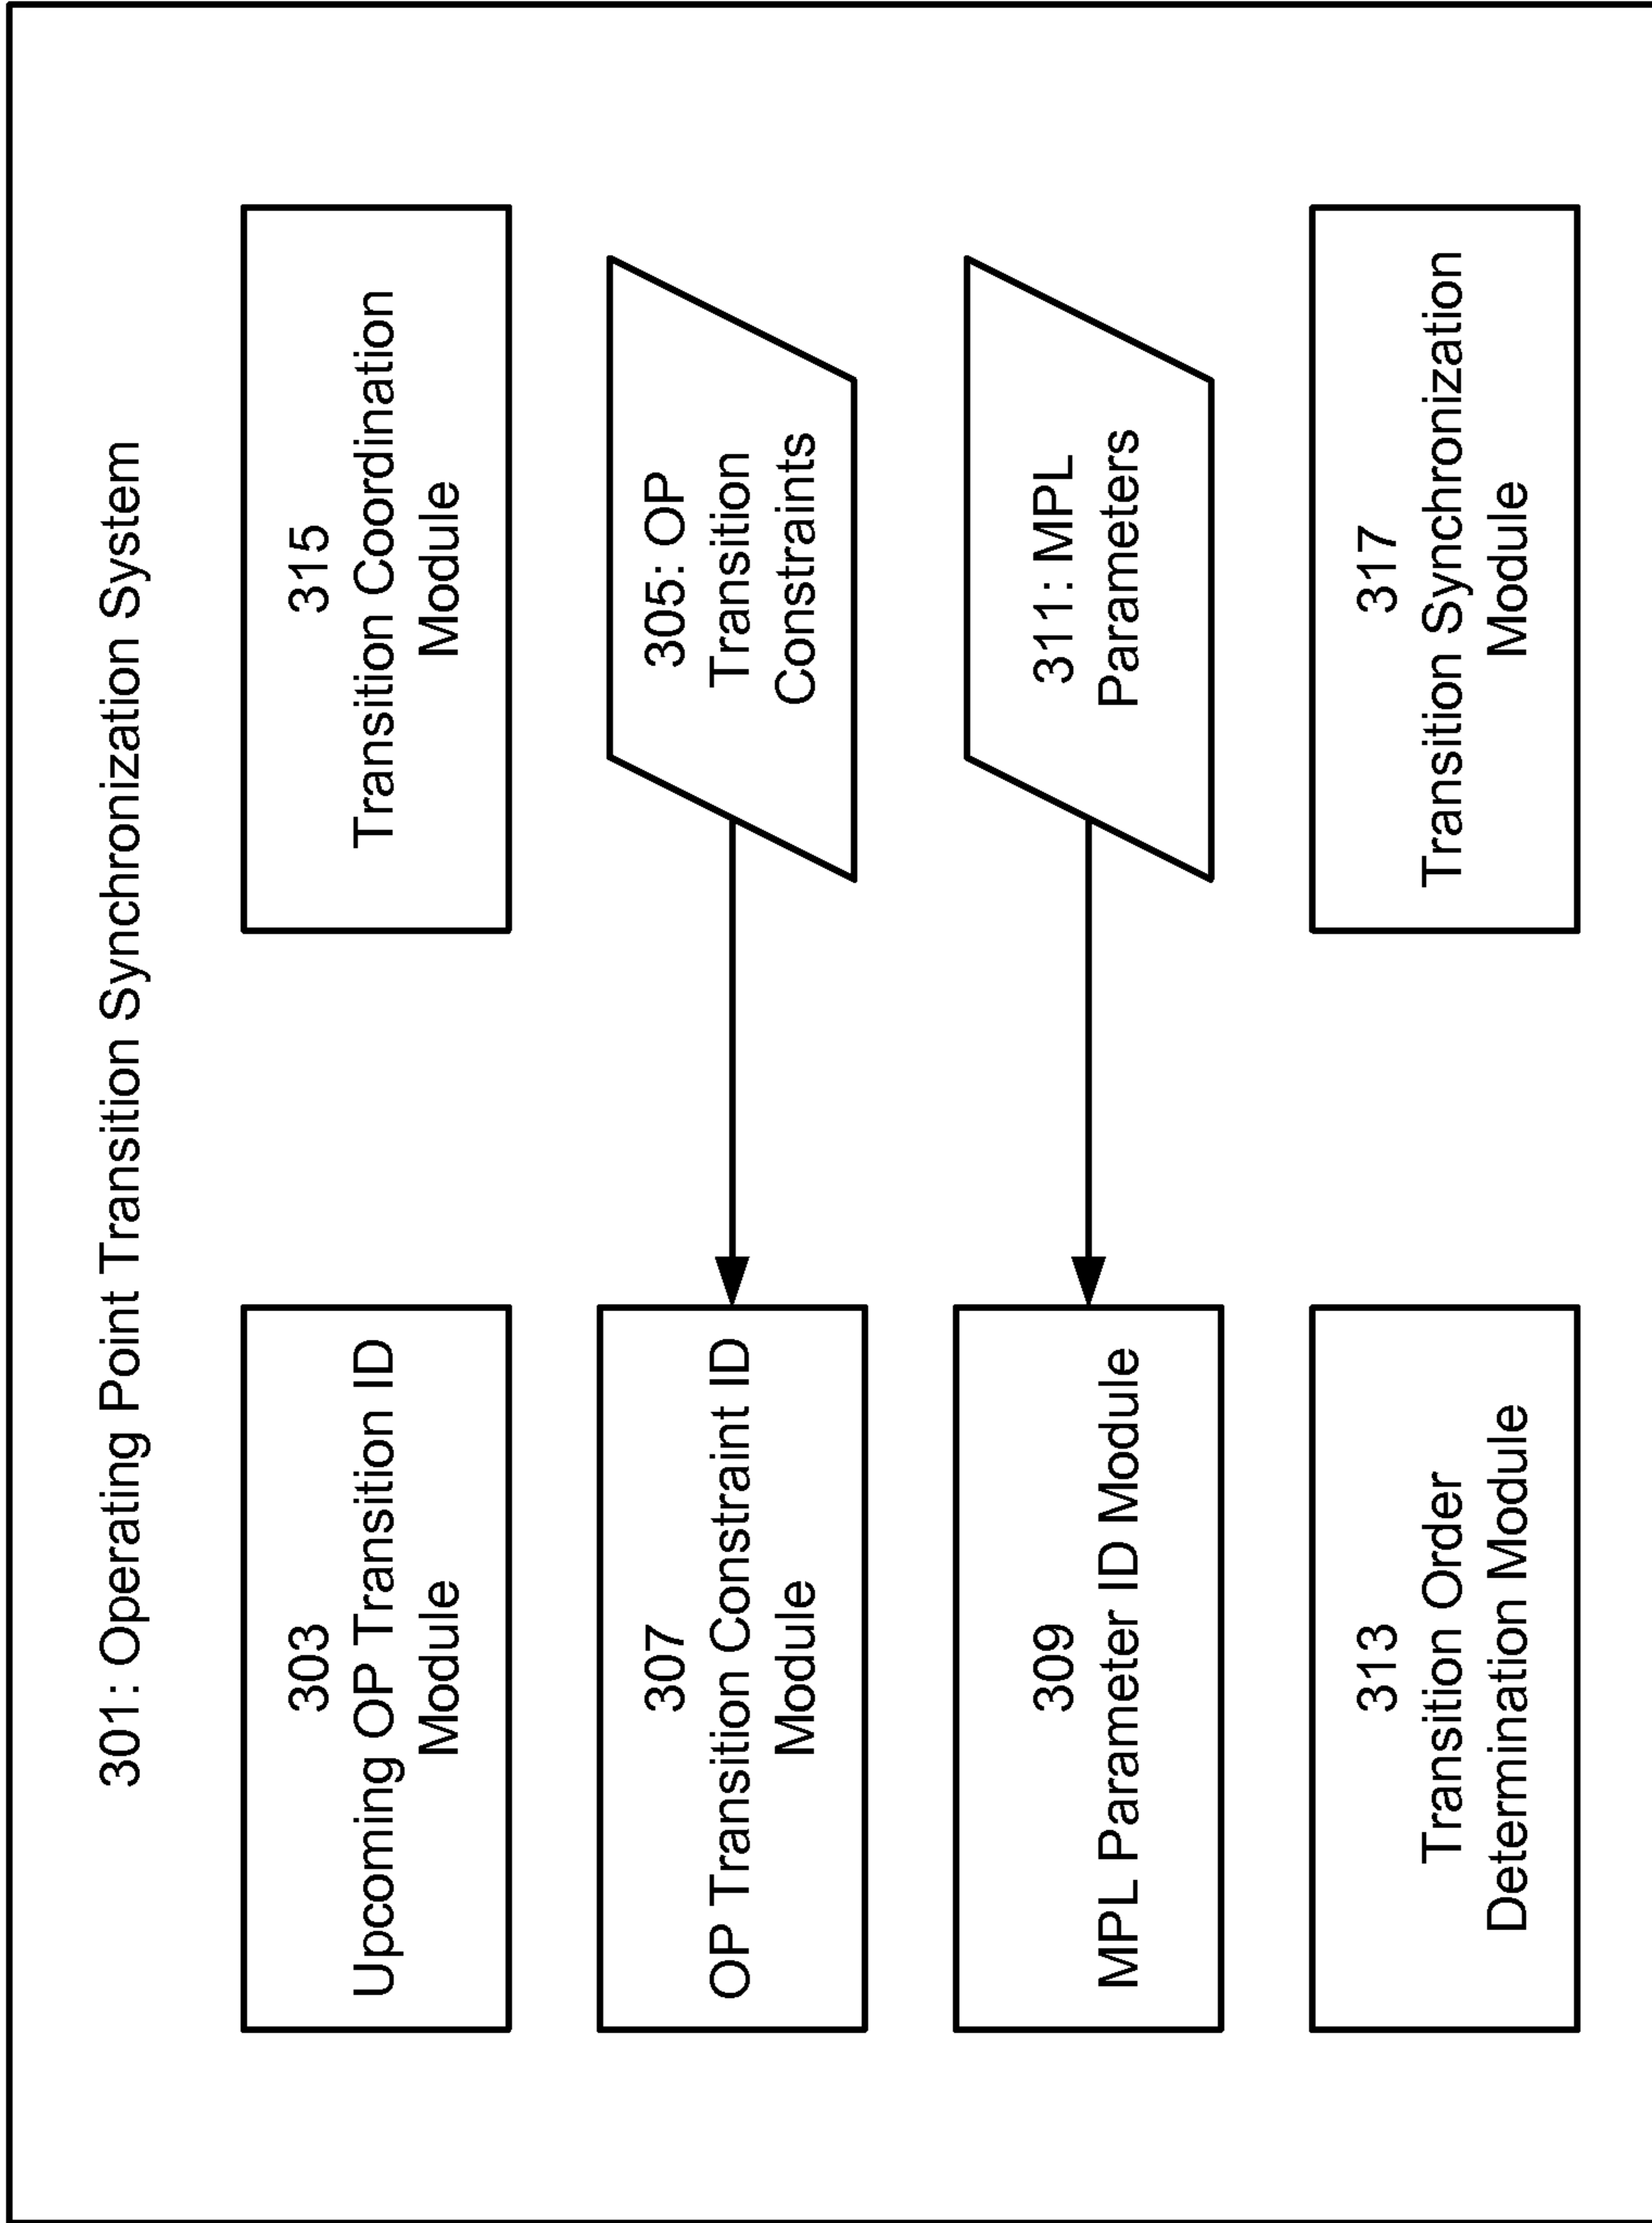 301: Operating Point Transition Synchronization System
303
Upcoming OP Transition ID
Module
315
Transition Coordination
Module
307
OP Transition Constraint ID
Module
305: OP
Transition
Constraints
309
MPL Parameter ID Module
311: MPL
Parameters
313
Transition Order
Determination Module
317
Transition Synchronization
Module